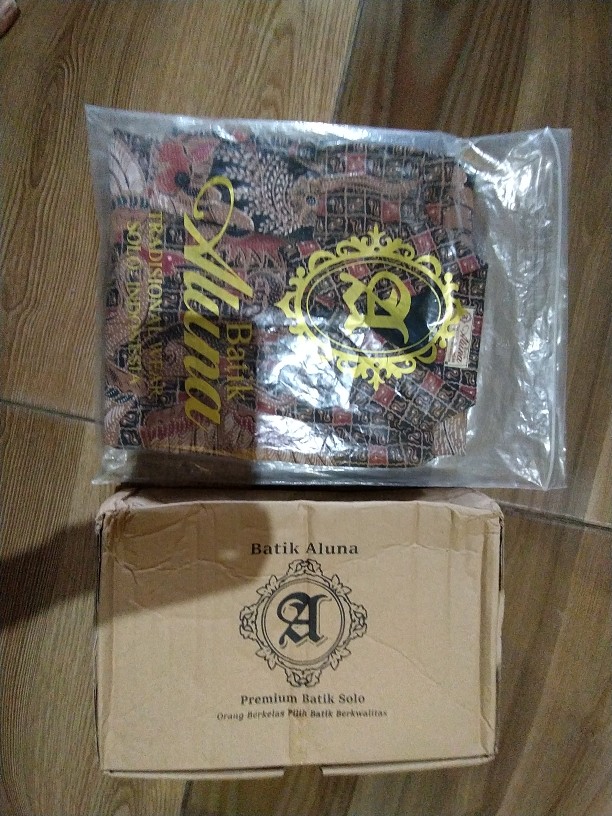 A
Batik
Aluna
TRADISIONAL WEAR
SOLO, INDONESIA
Batik Aluna
A
Premium Batik Solo
Orang Berkelas Pilih Batik Berkwalitas